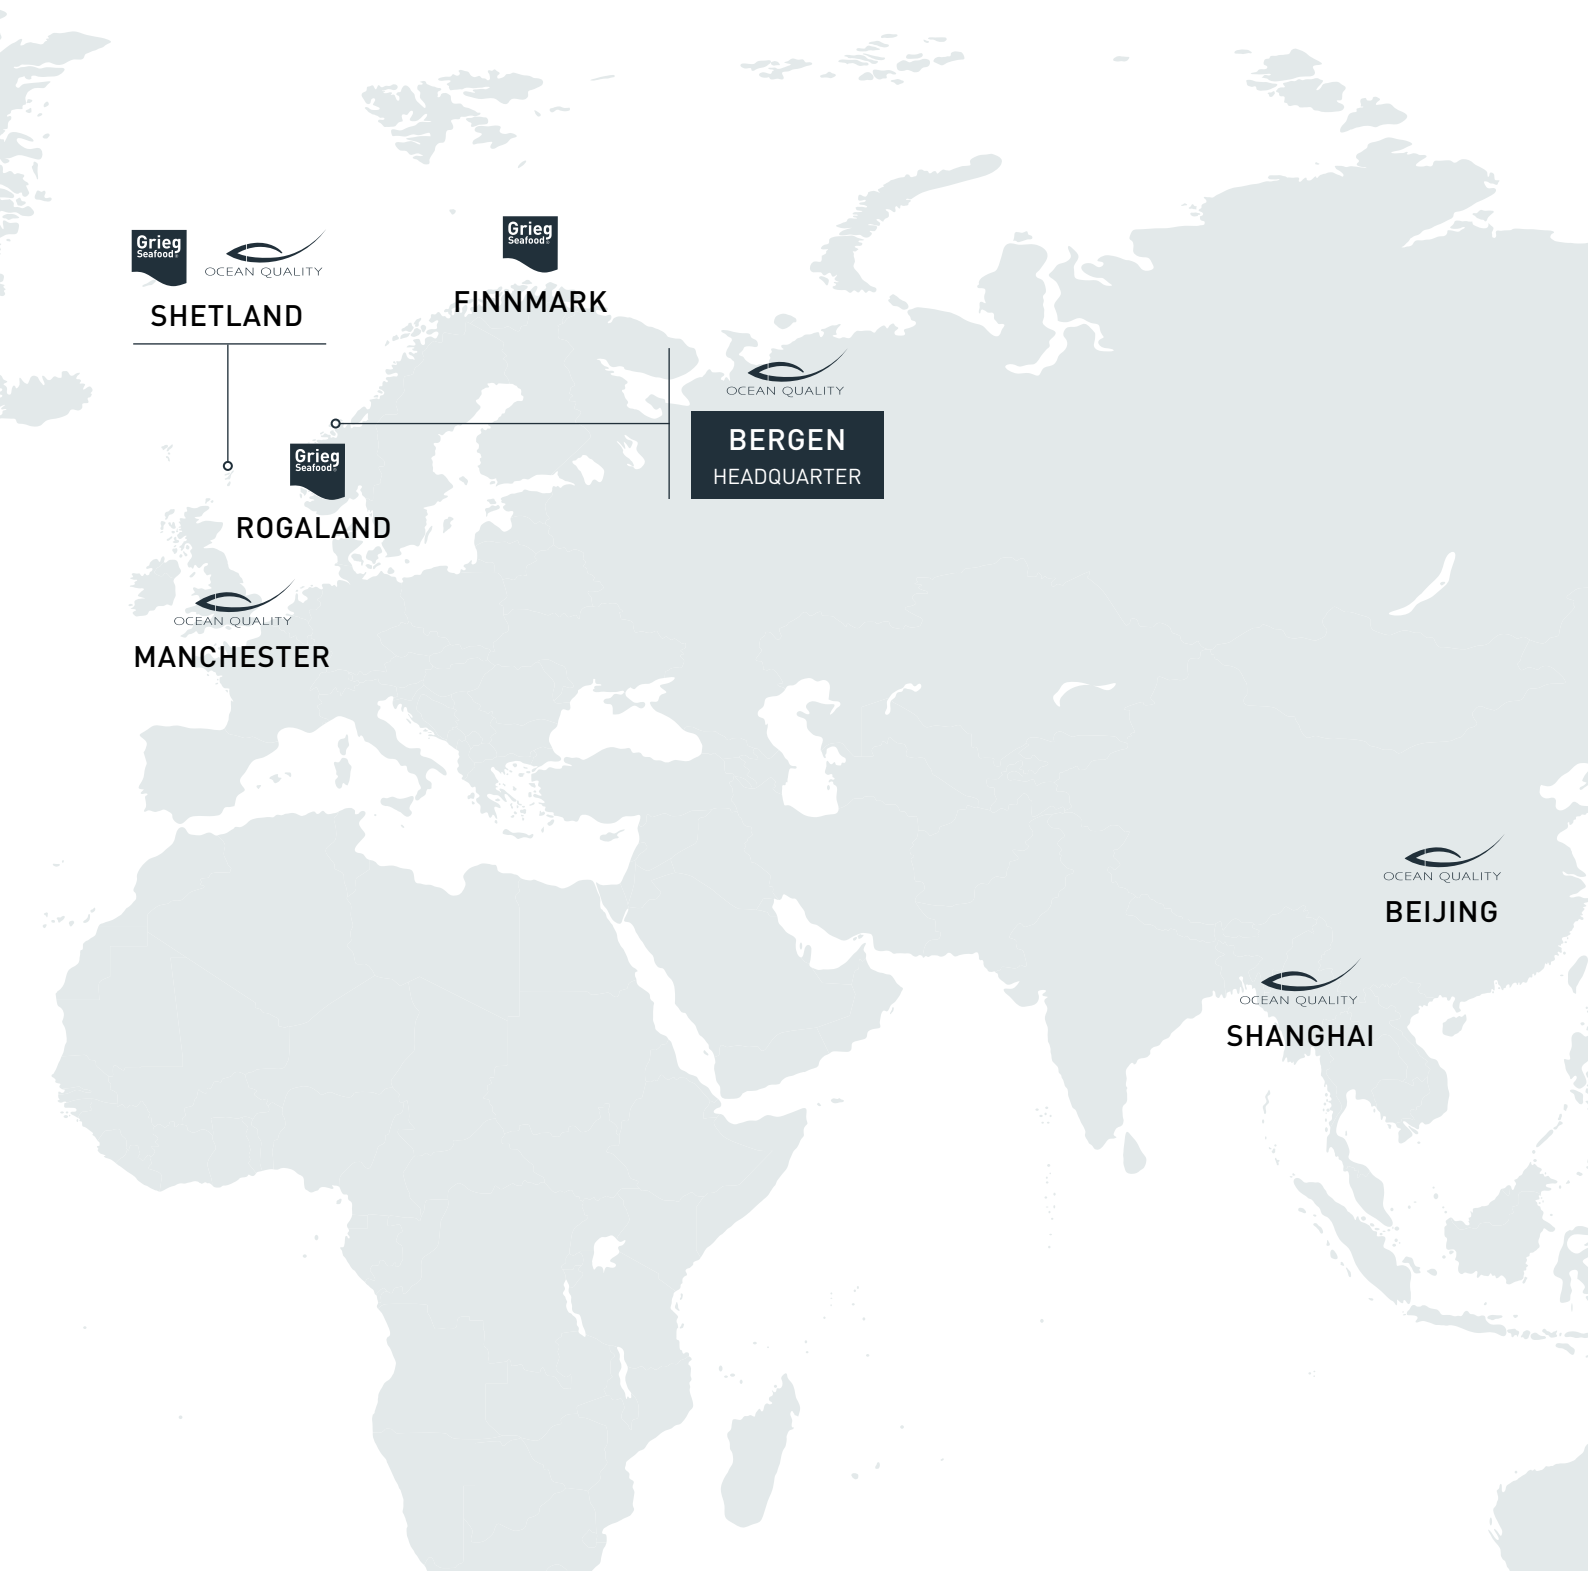 Grieg
Seafood®
OCEAN QUALITY
SHETLAND
Grieg
Seafood®
FINNMARK
OCEAN QUALITY
BERGEN
HEADQUARTER
Grieg
Seafood®
ROGALAND
OCEAN QUALITY
MANCHESTER
OCEAN QUALITY
BEIJING
OCEAN QUALITY
SHANGHAI